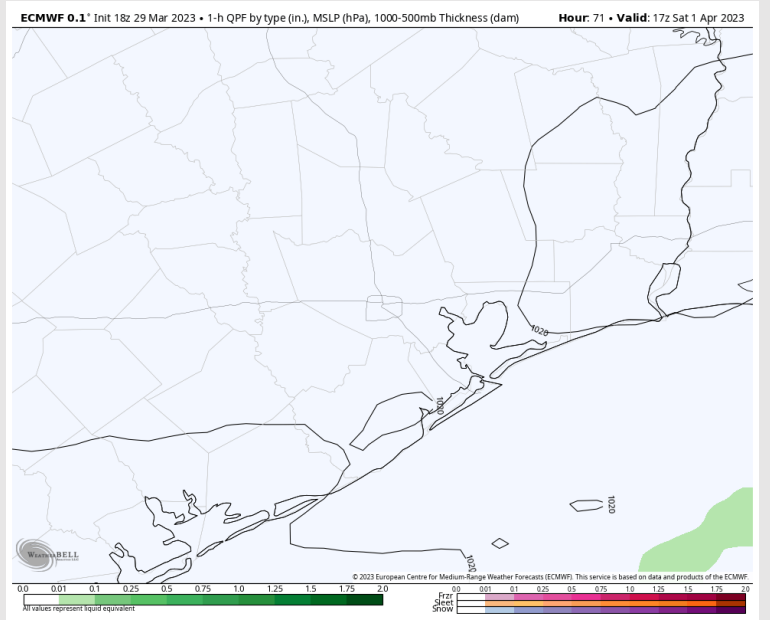 ECMWF 0.1° Init 18z 29 Mar 2023 • 1-h QPF by type (in.), MSLP (hPa), 1000-500mb Thickness (dam) Hour: 71 • Valid: 17z Sat 1 Apr 2023
1020
1020
1020
1020
WEATHERBELL
© 2023 European Centre for Medium-Range Weather Forecasts (ECMWF). This service is based on data and products of the ECMWF.
0.0 0.01 0.1 0.25 0.5 0.75 1.0 1.25 1.5 1.75 2.0
All values represent liquid equivalent
0.0 0.01 0.1 0.25 0.5 0.75 1.0 1.5 2.0
Frzr
Sleet
Snow